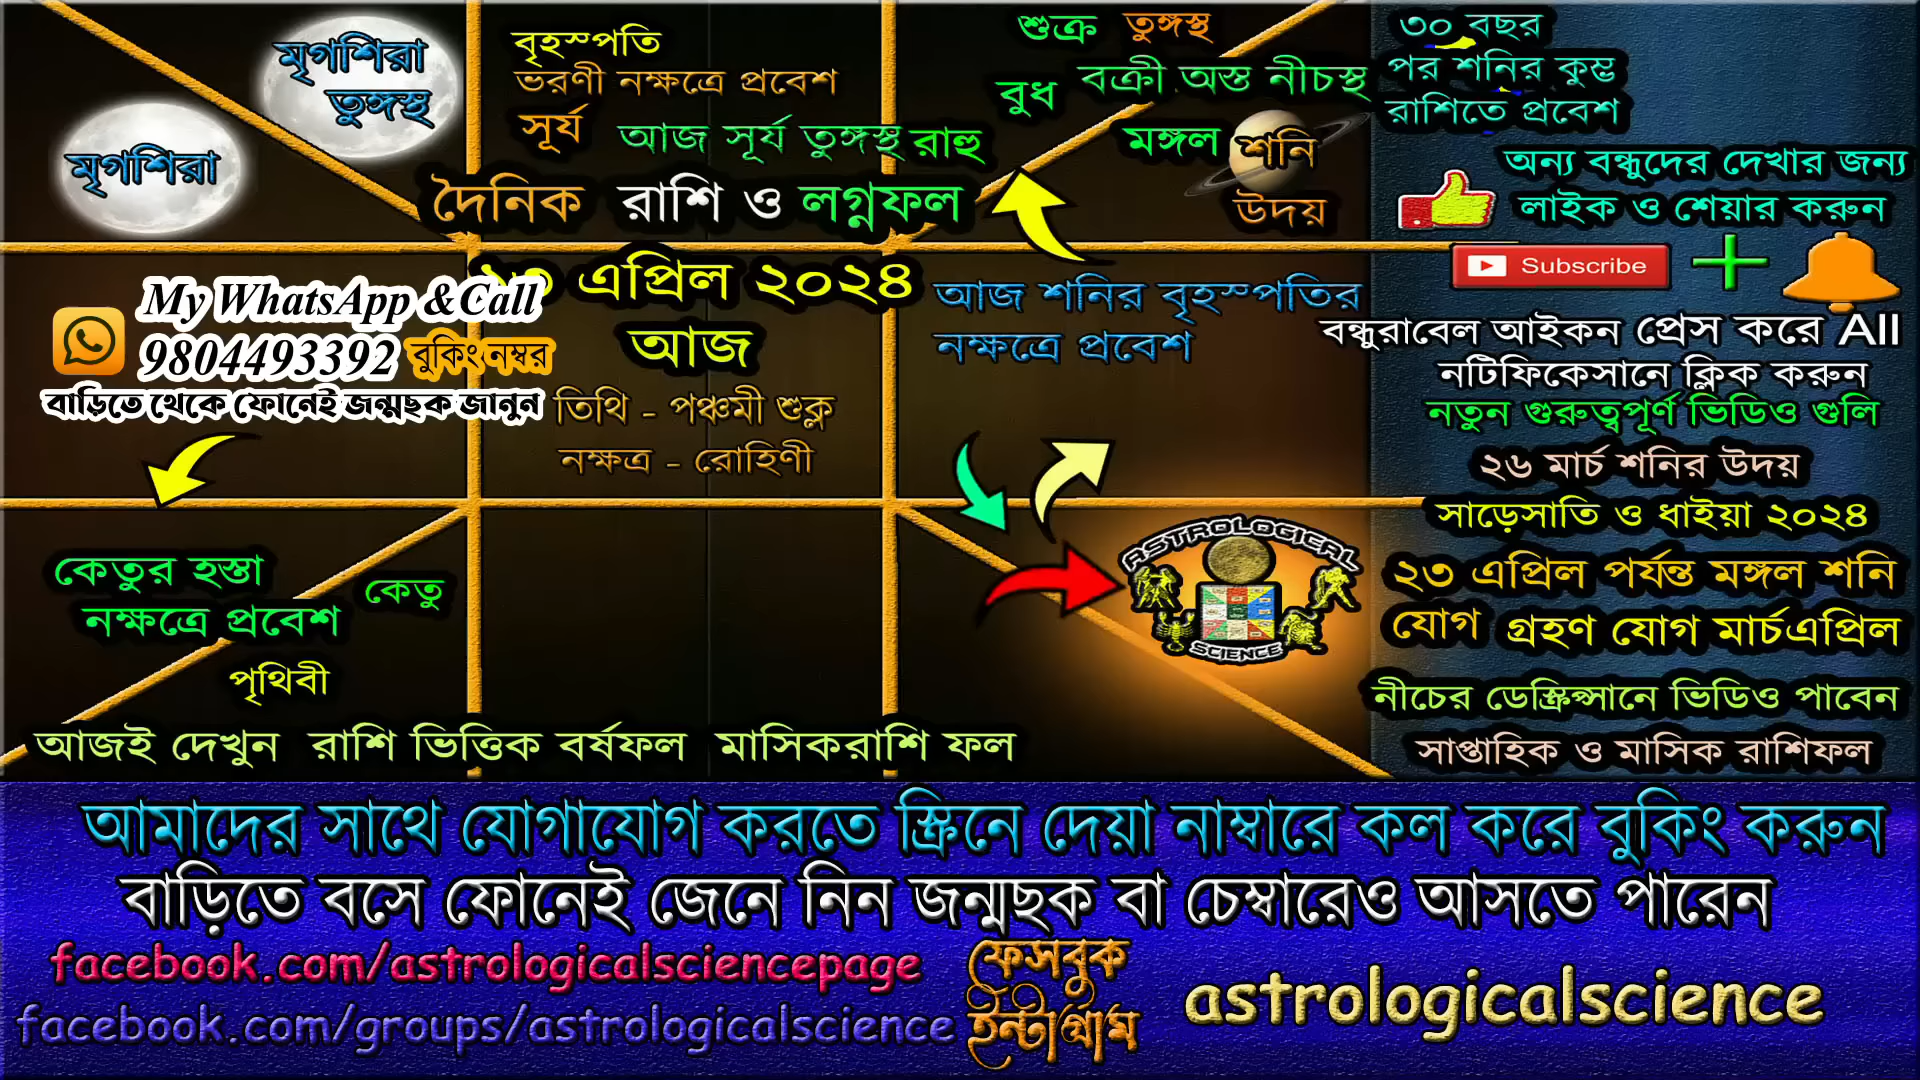 মৃগশিরা
তুঙ্গস্থ
মৃগশিরা
বৃহস্পতি
ভরণী নক্ষত্রে প্রবেশ
সূর্য
আজ সূর্য তুঙ্গস্থ রাহু
দৈনিক রাশি ও লগ্নফল
শুক্র তুঙ্গস্থ
বুধ বক্রী অস্ত নীচস্থ
মঙ্গল শনি
উদয়
৩০ বছর
পর শনির কুম্ভ
রাশিতে প্রবেশ
অন্য বন্ধুদের দেখার জন্য
লাইক ও শেয়ার করুন
Subscribe
বন্ধুরাবেল আইকন প্রেস করে All
নটিফিকেসানে ক্লিক করুন
নতুন গুরুত্বপূর্ণ ভিডিও গুলি
২৬ মার্চ শনির উদয়
সাড়েসাতি ও ধাইয়া ২০২৪
২৩ এপ্রিল পর্যন্ত মঙ্গল শনি
যোগ গ্রহণ যোগ মার্চএপ্রিল
নীচের ডেস্ক্রিপ্সানে ভিডিও পাবেন
সাপ্তাহিক ও মাসিক রাশিফল
এপ্রিল ২০২৪
আজ
তিথি - পঞ্চমী শুক্ল
নক্ষত্র - রোহিণী
My WhatsApp &Call
9804493392 বুকিং নম্বর
বাড়িতে থেকে ফোনেই জন্মছক জানুন
আজ শনির বৃহস্পতির
নক্ষত্রে প্রবেশ
ASTROLOGICAL
SCIENCE
কেতুর হস্তা
নক্ষত্রে প্রবেশ
কেতু
পৃথিবী
আজই দেখুন রাশি ভিত্তিক বর্ষফল মাসিকরাশি ফল
আমাদের সাথে যোগাযোগ করতে স্ক্রিনে দেয়া নাম্বারে কল করে বুকিং করুন
বাড়িতে বসে ফোনেই জেনে নিন জন্মছক বা চেম্বারেও আসতে পারেন
facebook.com/astrologicalsciencepage
facebook.com/groups/astrologicalscience
ফেসবুক
ইন্টাগ্রাম
astrologicalscience